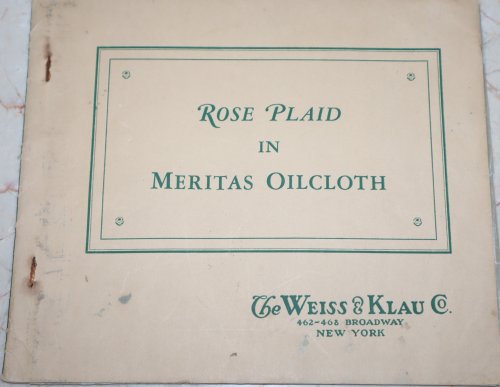 ROSE PLAID
IN
MERITAS OILCLOTH
The WEISS & KLAU Co.
462-468 BROADWAY
NEW YORK